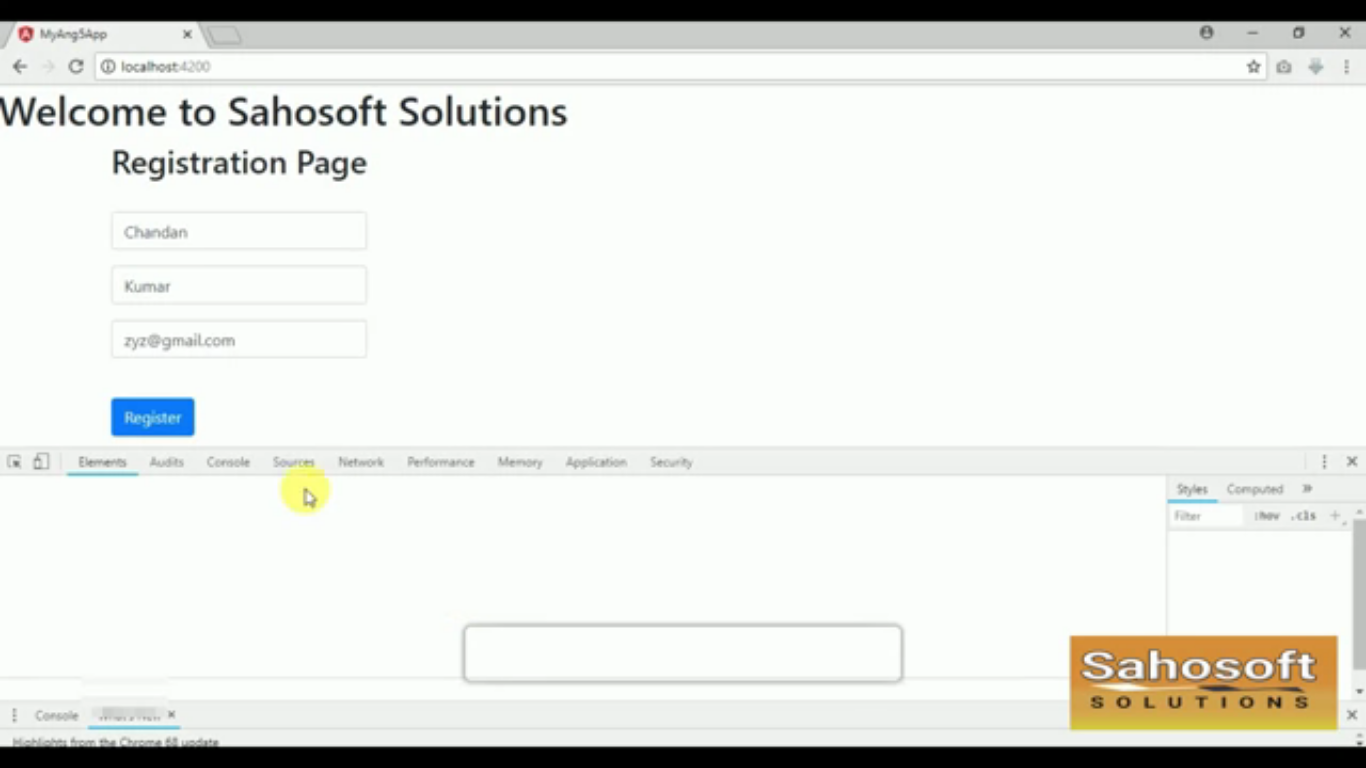 MyAng5App
localhost:4200
Welcome to Sahosoft Solutions
Registration Page
Chandan
Kumar
zyz@gmail.com
Register
Elements Audits Console Sources Network Performance Memory Application Security
Styles Computed
Filter :hov .cls +
Sahosoft
SOLUTIONS
Console
Highlights from the Chrome 68 update